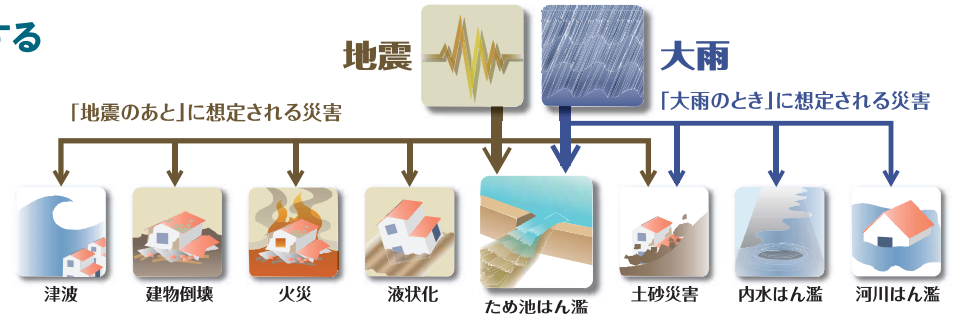 する
地震
大雨
「地震のあと」に想定される災害
「大雨のとき」に想定される災害
津波
建物倒壊
火災
液状化
ため池はん濫
土砂災害
内水はん濫
河川はん濫